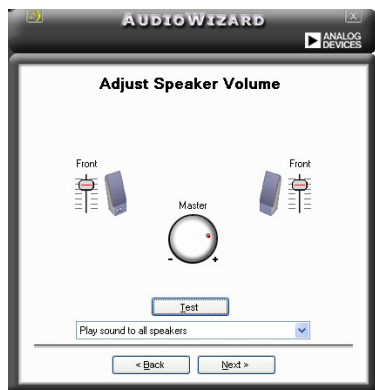 AUDIOWIZARD
ANALOG
DEVICES
Adjust Speaker Volume
Front
Front
Master
- +
Test
Play sound to all speakers
< Back
Next >